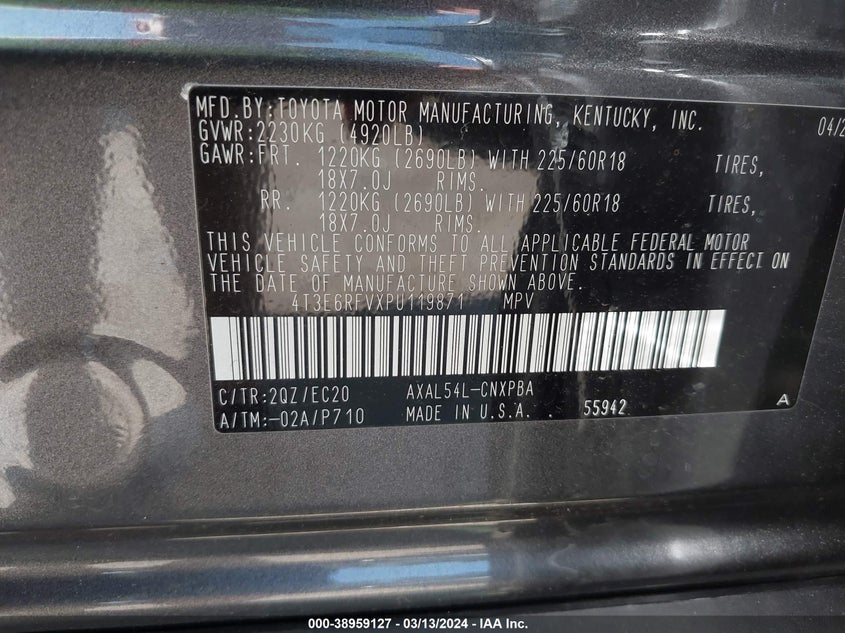 MFD.BY:TOYOTA MOTOR MANUFACTURING, KENTUCKY, INC. 04/2
GVWR:2230KG (4920LB)
GAWR:FRT. 1220KG (2690LB) WITH 225/60R18 TIRES,
18X7.0J RIMS.
RR. 1220KG (2690LB) WITH 225/60R18 TIRES,
18X7.0J RIMS.
THIS VEHICLE CONFORMS TO ALL APPLICABLE FEDERAL MOTOR
VEHICLE SAFETY AND THEFT PREVENTION STANDARDS IN EFFECT ON
THE DATE OF MANUFACTURE SHOWN ABOVE.
4T3E6RFVXPU119871 MPV
C/TR:2QZ/EC20 AXAL54L-CNXPBA
A/TM:-02A/P710 MADE IN U.S.A. 55942 A
000-38959127 - 03/13/2024 - IAA Inc.